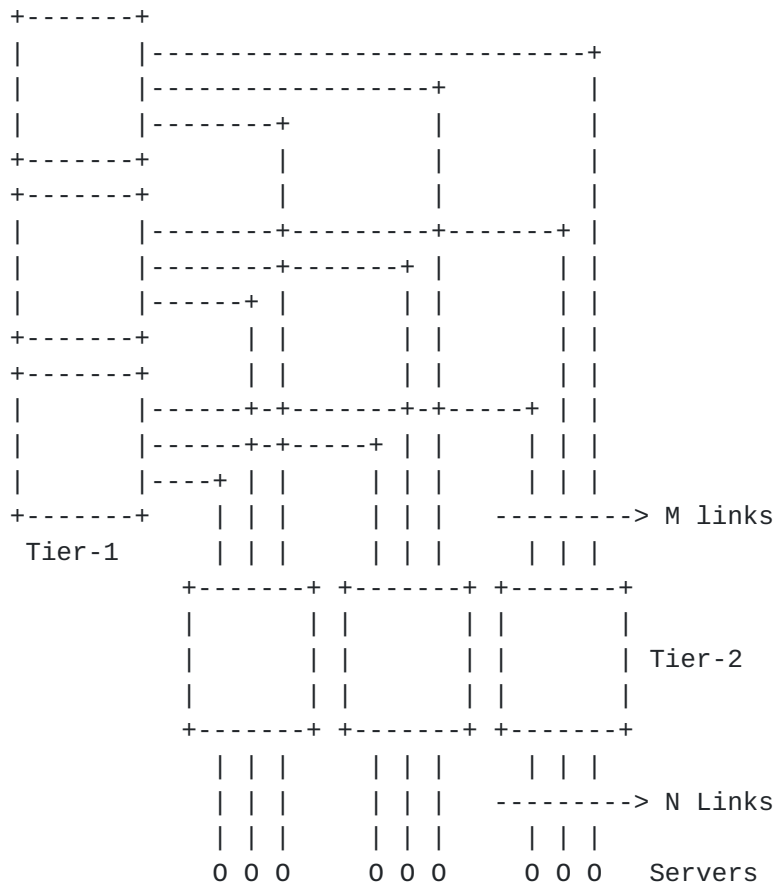 M links
Tier-1
Tier-2
N Links
O O O O O O O O O Servers